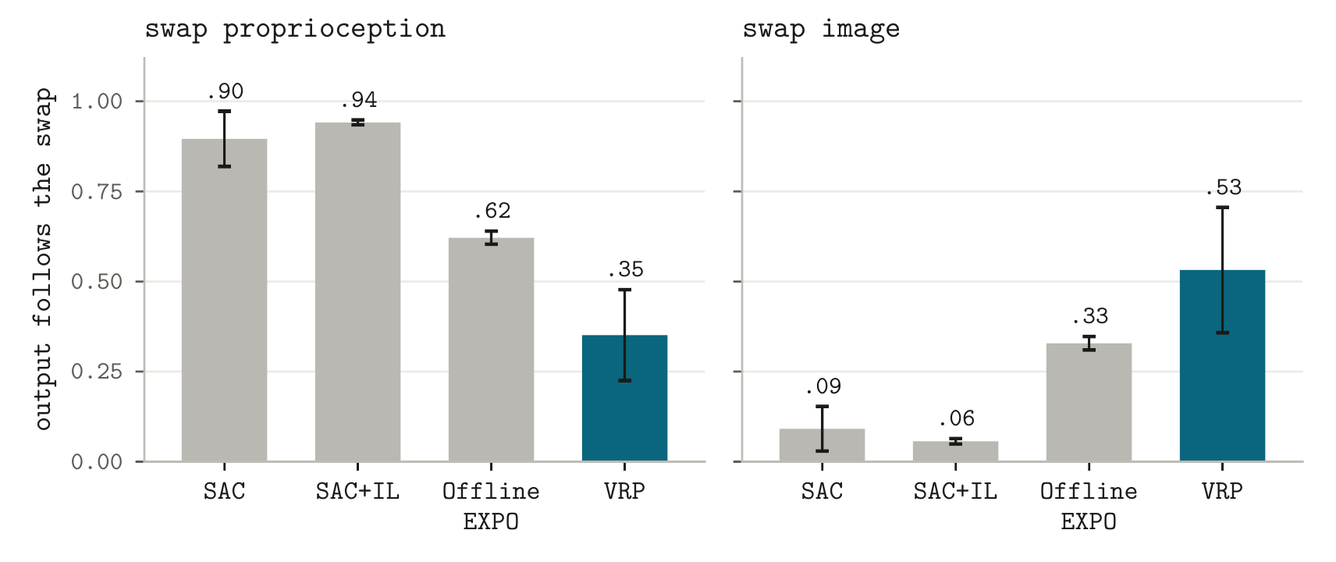 swap proprioception
output follows the swap
1.00
0.75
0.50
0.25
0.00
.90
.94
.62
.35
SAC
SAC+IL
Offline
EXPO
VRP
swap image
.09
.06
.33
.53
SAC
SAC+IL
Offline
EXPO
VRP